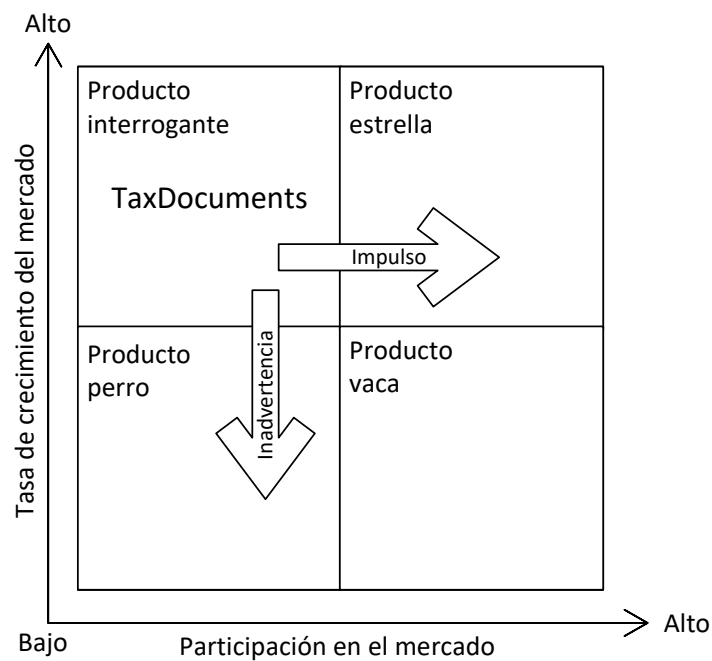 Alto
Tasa de crecimiento del mercado
Producto
interrogante
Producto
estrella
TaxDocuments
Impulso
Inadvertencia
Producto
perro
Producto
vaca
Bajo
Participación en el mercado
Alto